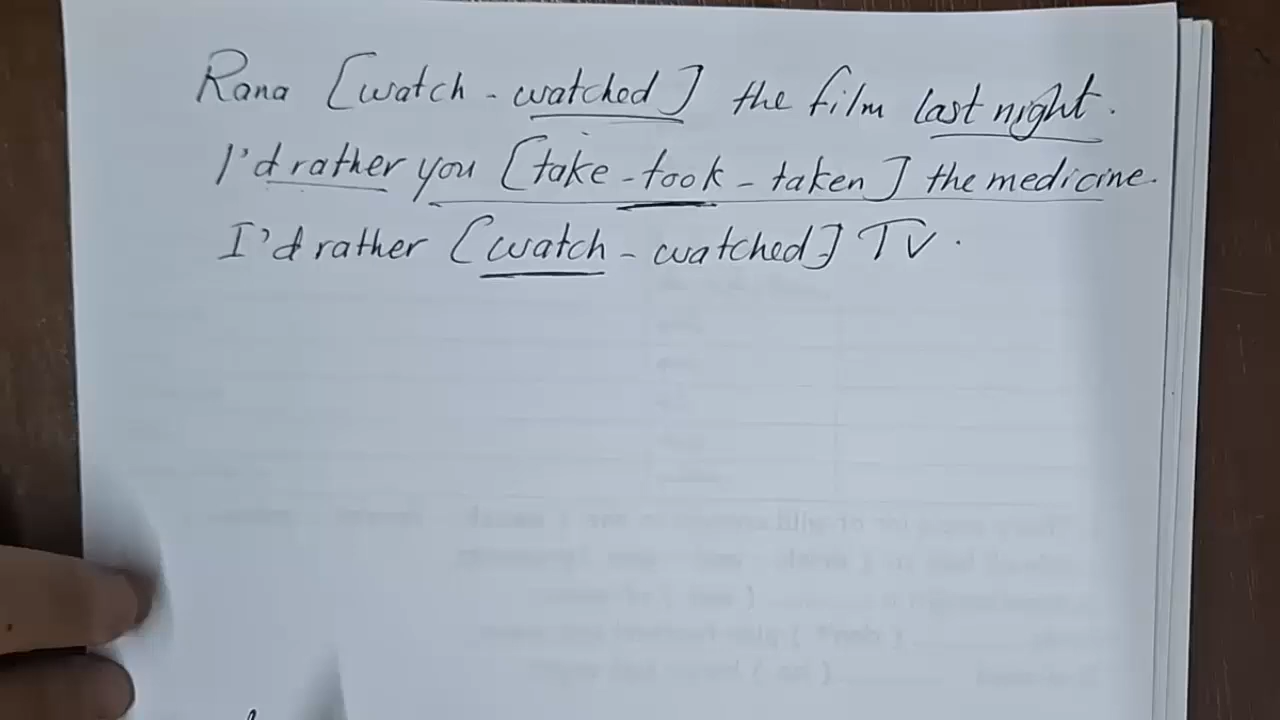 Rana [watch - watched] the film last night.
I'd rather you [take - took - taken] the medicine.
I'd rather [watch - watched] TV.